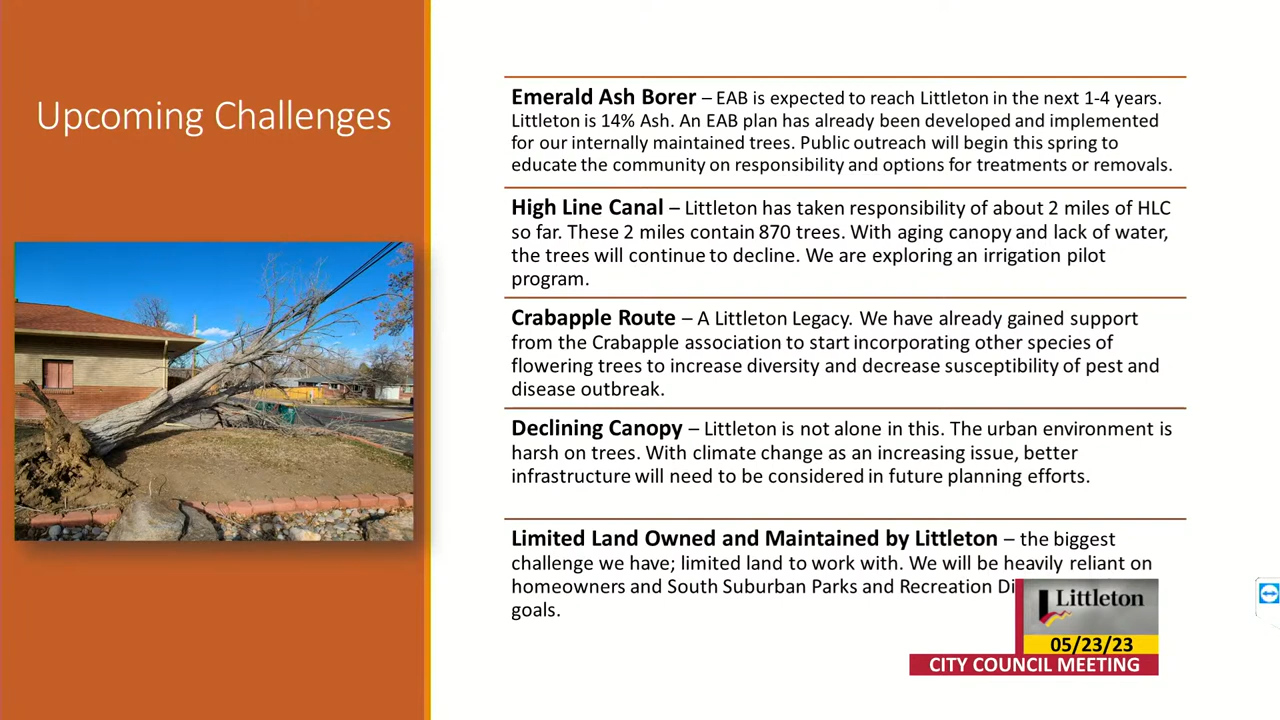 Upcoming Challenges
Emerald Ash Borer – EAB is expected to reach Littleton in the next 1-4 years.
Littleton is 14% Ash. An EAB plan has already been developed and implemented
for our internally maintained trees. Public outreach will begin this spring to
educate the community on responsibility and options for treatments or removals.
High Line Canal – Littleton has taken responsibility of about 2 miles of HLC
so far. These 2 miles contain 870 trees. With aging canopy and lack of water,
the trees will continue to decline. We are exploring an irrigation pilot
program.
Crabapple Route – A Littleton Legacy. We have already gained support
from the Crabapple association to start incorporating other species of
flowering trees to increase diversity and decrease susceptibility of pest and
disease outbreak.
Declining Canopy – Littleton is not alone in this. The urban environment is
harsh on trees. With climate change as an increasing issue, better
infrastructure will need to be considered in future planning efforts.
Limited Land Owned and Maintained by Littleton – the biggest
challenge we have; limited land to work with. We will be heavily reliant on
homeowners and South Suburban Parks and Recreation
goals.
Littleton
05/23/23
CITY COUNCIL MEETING